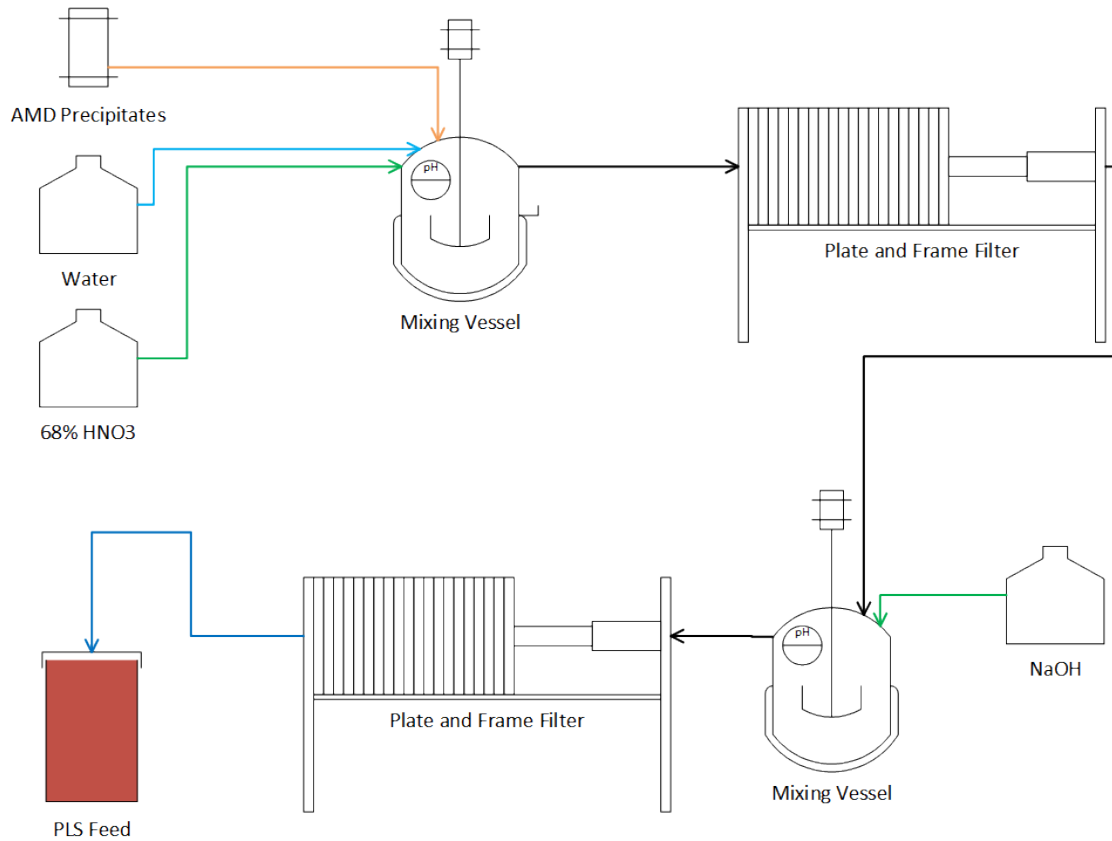 AMD Precipitates
pH
Water
Plate and Frame Filter
Mixing Vessel
68% HNO3
pH
NaOH
Plate and Frame Filter
Mixing Vessel
PLS Feed